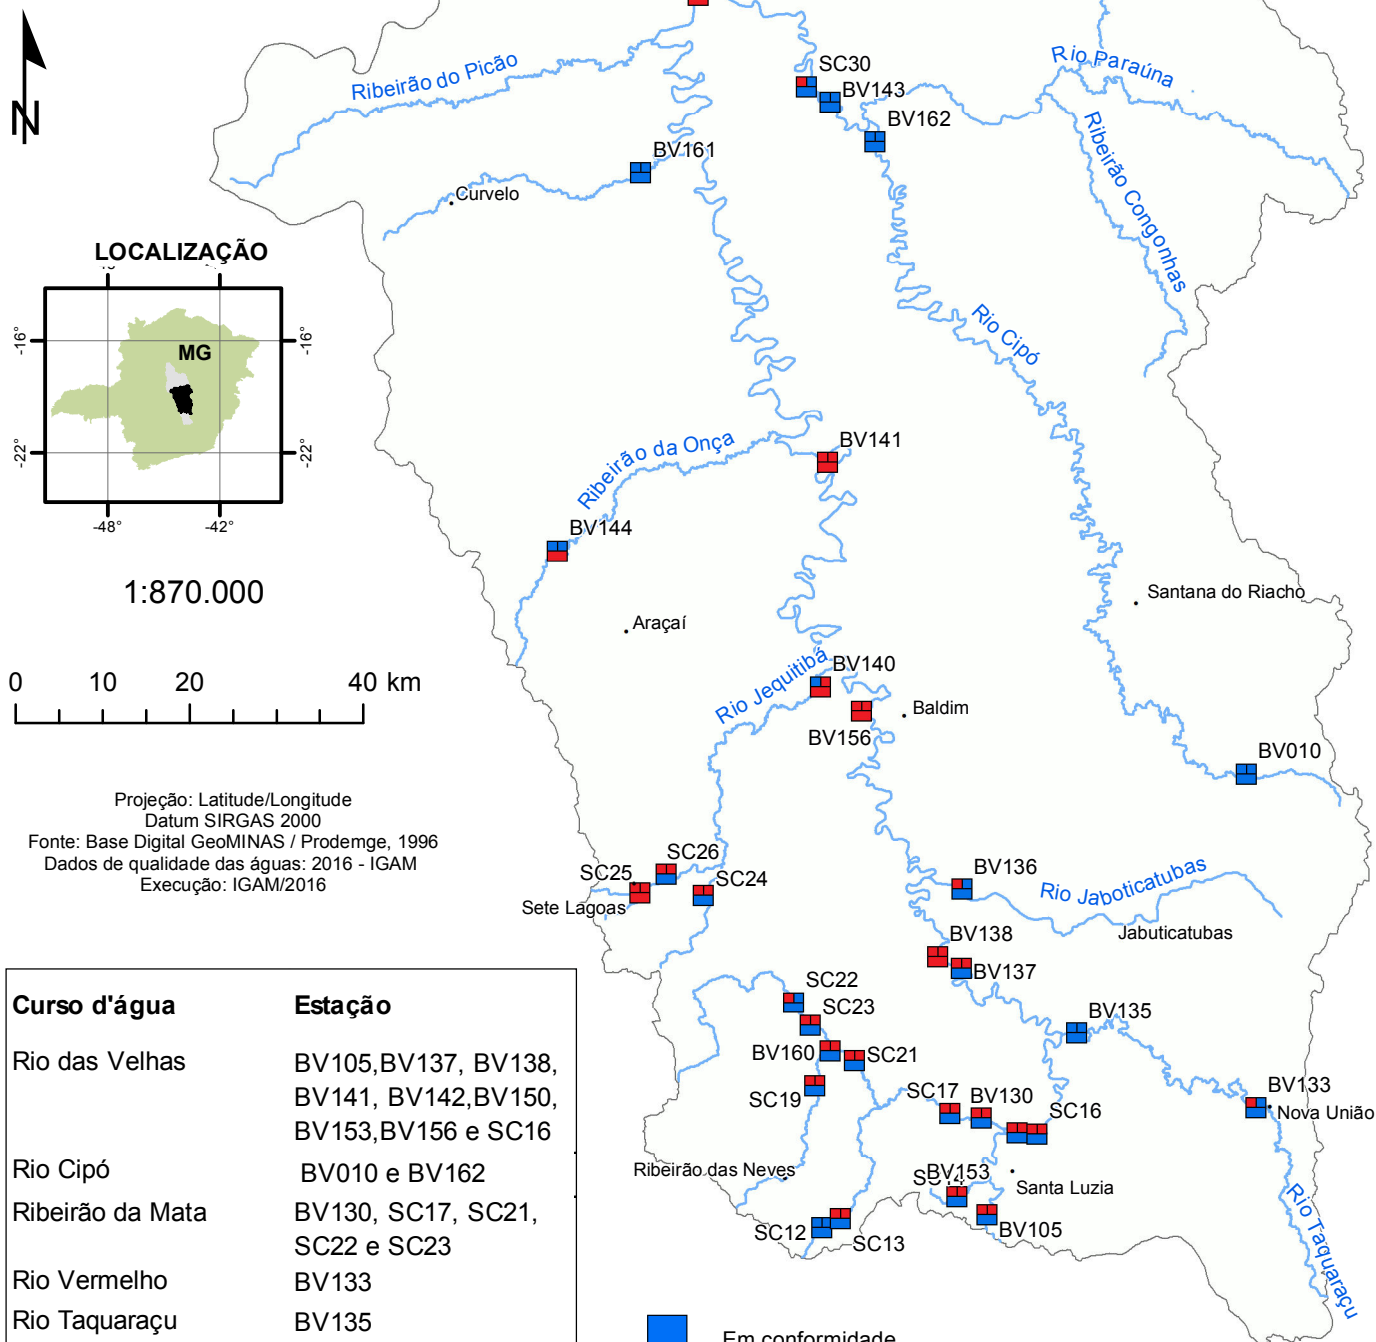 N
Ribeirão do Picão
SC30
BV143
BV162
Rio Paraúna
Ribeirão Congonhas
BV161
Curvelo
LOCALIZAÇÃO
-16°
MG
-16°
-22°
-22°
-48°
-42°
1:870.000
0 10 20 40 km
Rio Cipó
BV141
Ribeirão da Onça
BV144
Santana do Riacho
Araçaí
BV140
Rio Jequitibá
Baldim
BV156
BV010
Projeção: Latitude/Longitude
Datum SIRGAS 2000
Fonte: Base Digital GeoMINAS / Prodemge, 1996
Dados de qualidade das águas: 2016 - IGAM
Execução: IGAM/2016
SC26
SC25
SC24
Sete Lagoas
BV136
Rio Jaboticatubas
Jabuticatubas
BV138
BV137
SC22
SC23
BV135
BV160
SC21
SC19
SC17
BV130
SC16
BV133
Nova União
Ribeirão das Neves
BV153
Santa Luzia
SC12
SC13
BV105
Rio Taquaraçu
Curso d'água Estação
Rio das Velhas BV105,BV137, BV138,
BV141, BV142,BV150,
BV153,BV156 e SC16
Rio Cipó BV010 e BV162
Ribeirão da Mata BV130, SC17, SC21,
SC22 e SC23
Rio Vermelho BV133
Rio Taquaraçu BV135
Em conformidade